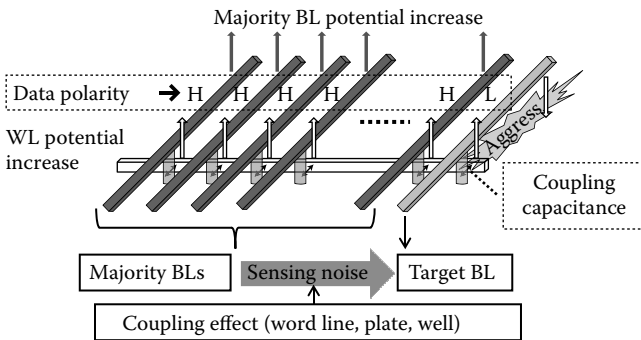 Majority BL potential increase
Data polarity
H H H H H L
WL potential
increase
Aggress
Coupling
capacitance
Majority BLs
Sensing noise
Target BL
Coupling effect (word line, plate, well)